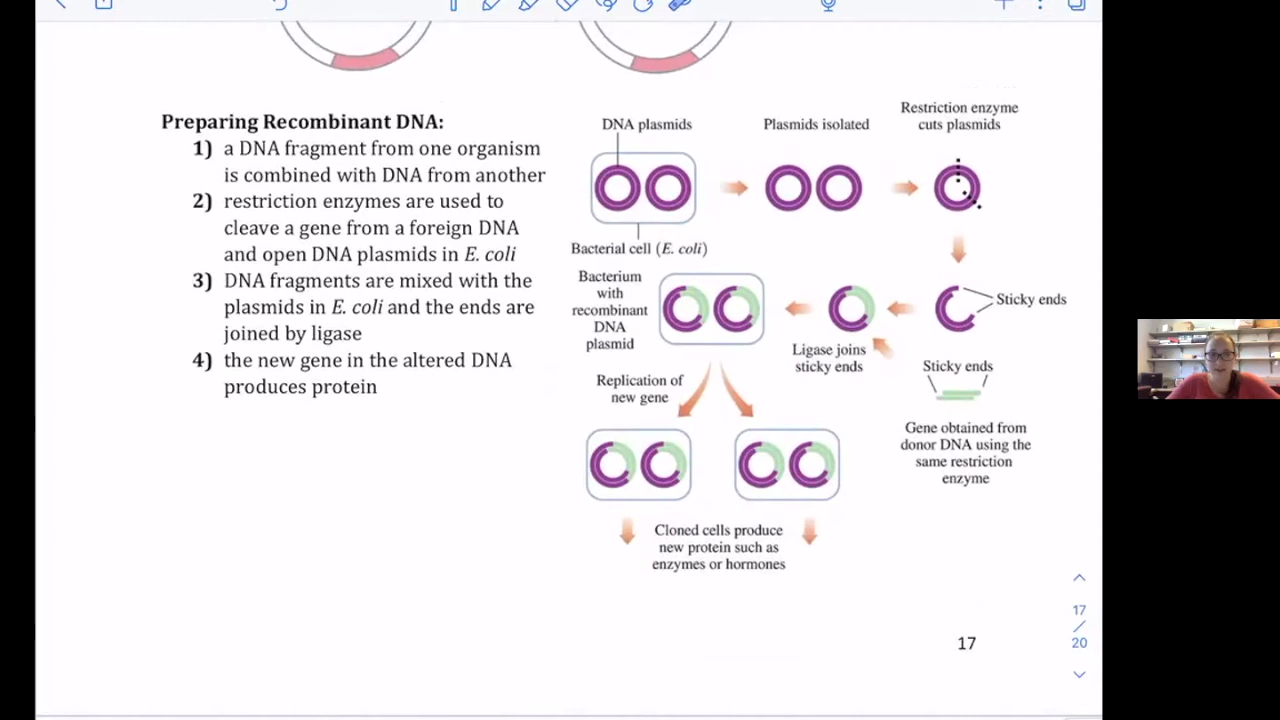 Preparing Recombinant DNA:
1) a DNA fragment from one organism
is combined with DNA from another
2) restriction enzymes are used to
cleave a gene from a foreign DNA
and open DNA plasmids in E. coli
3) DNA fragments are mixed with the
plasmids in E. coli and the ends are
joined by ligase
4) the new gene in the altered DNA
produces protein
DNA plasmids
Plasmids isolated
Restriction enzyme
cuts plasmids
Bacterial cell (E. coli)
Bacterium
with
recombinant
DNA
plasmid
Ligase joins
sticky ends
Sticky ends
Sticky ends
Gene obtained from
donor DNA using the
same restriction
enzyme
Replication of
new gene
Cloned cells produce
new protein such as
enzymes or hormones
17
17
/
20